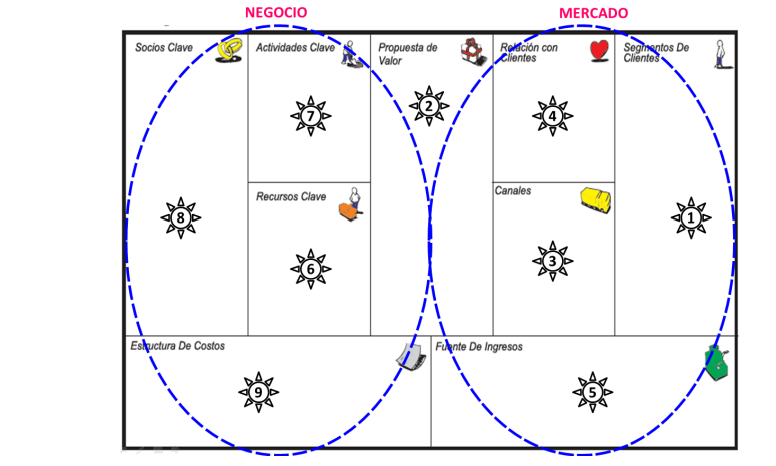 NEGOCIO
MERCADO
Socios Clave
Actividades Clave
Propuesta de
Valor
Relación con
Clientes
Segmentos De
Clientes
7
2
4
Recursos Clave
Canales
8
1
6
3
Estructura De Costos
Fuente De Ingresos
9
5